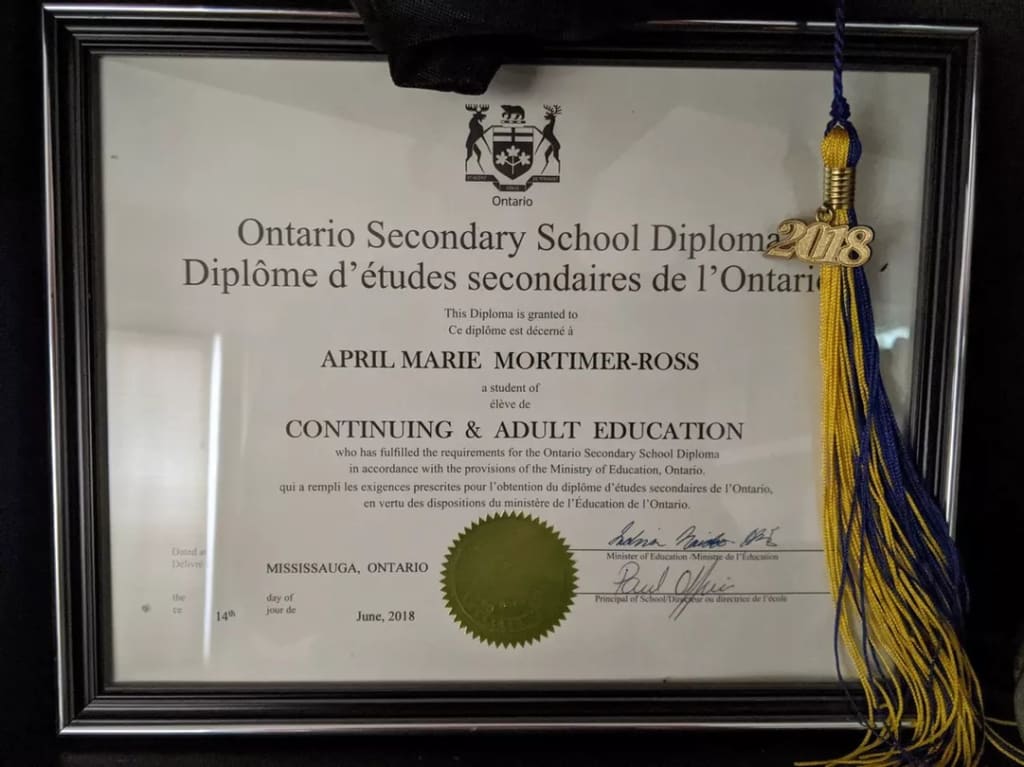 Ontario
Ontario Secondary School Diploma
Diplôme d'études secondaires de l'Ontario
2018
This Diploma is granted to
Ce diplôme est décerné à
APRIL MARIE MORTIMER-ROSS
a student of
élève de
CONTINUING & ADULT EDUCATION
who has fulfilled the requirements for the Ontario Secondary School Diploma
in accordance with the provisions of the Ministry of Education, Ontario.
qui a rempli les exigences prescrites pour l'obtention du diplôme d'études secondaires de l'Ontario,
en vertu des dispositions du ministère de l'Éducation de l'Ontario.
Minister of Education/Ministre de l'Éducation
Dated at
Délivré
MISSISSAUGA, ONTARIO
Principal of School/Directeur ou directrice de l'école
the
ce
14th
day of
jour de
June, 2018